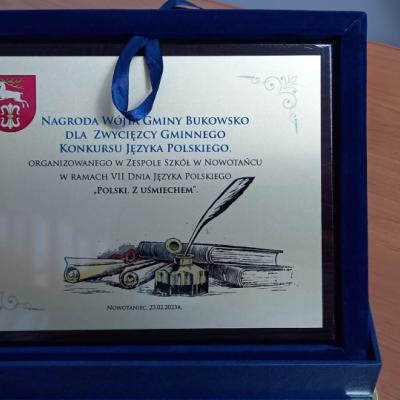 NAGRODA WÓJTA GMINY BUKOWSKO
DLA ZWYCIĘZCY GMINNEGO
KONKURSU JĘZYKA POLSKIEGO,
ORGANIZOWANEGO W ZESPOLE SZKÓŁ W NOWOTAŃCU
W RAMACH VII DNIA JĘZYKA POLSKIEGO
„POLSKI. Z UŚMIECHEM”.
NOWOTANIEC, 23.02.2023R.